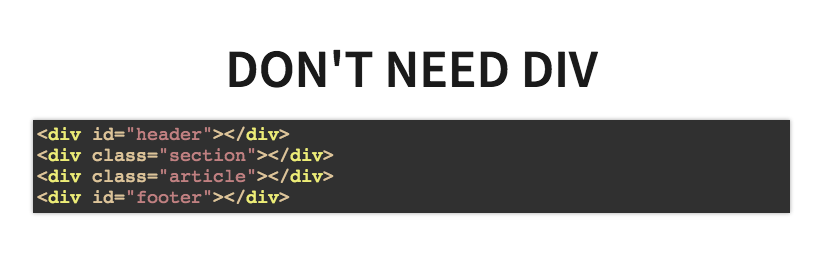 DON'T NEED DIV
<div id="header"></div>
<div class="section"></div>
<div class="article"></div>
<div id="footer"></div>